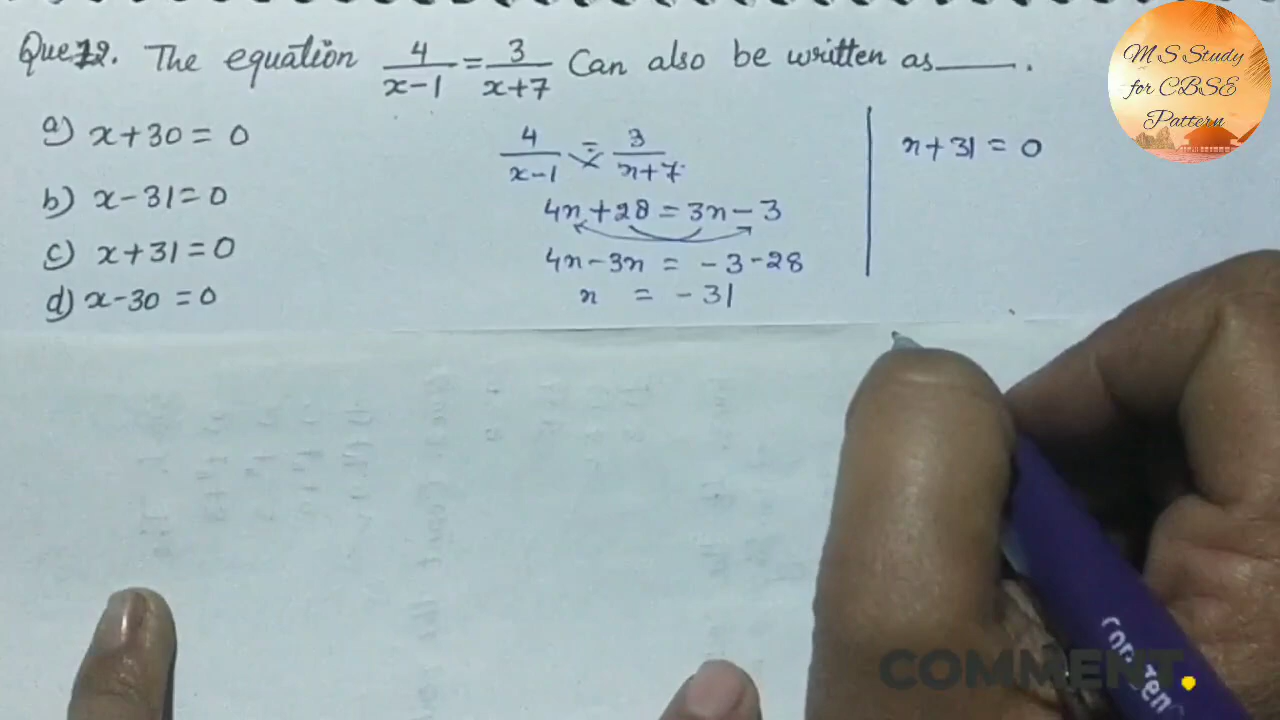 Que 12. The equation 4/(x-1) = 3/(x+7) Can also be written as____.
a) x+30 = 0
b) x-31=0
c) x+31=0
d) x-30=0
4/(x-1) = 3/(x+7)
4x+28=3x-3
4x-3x = -3-28
x = -31
x+31=0
MS Study
for CBSE
Pattern
COMMENT.